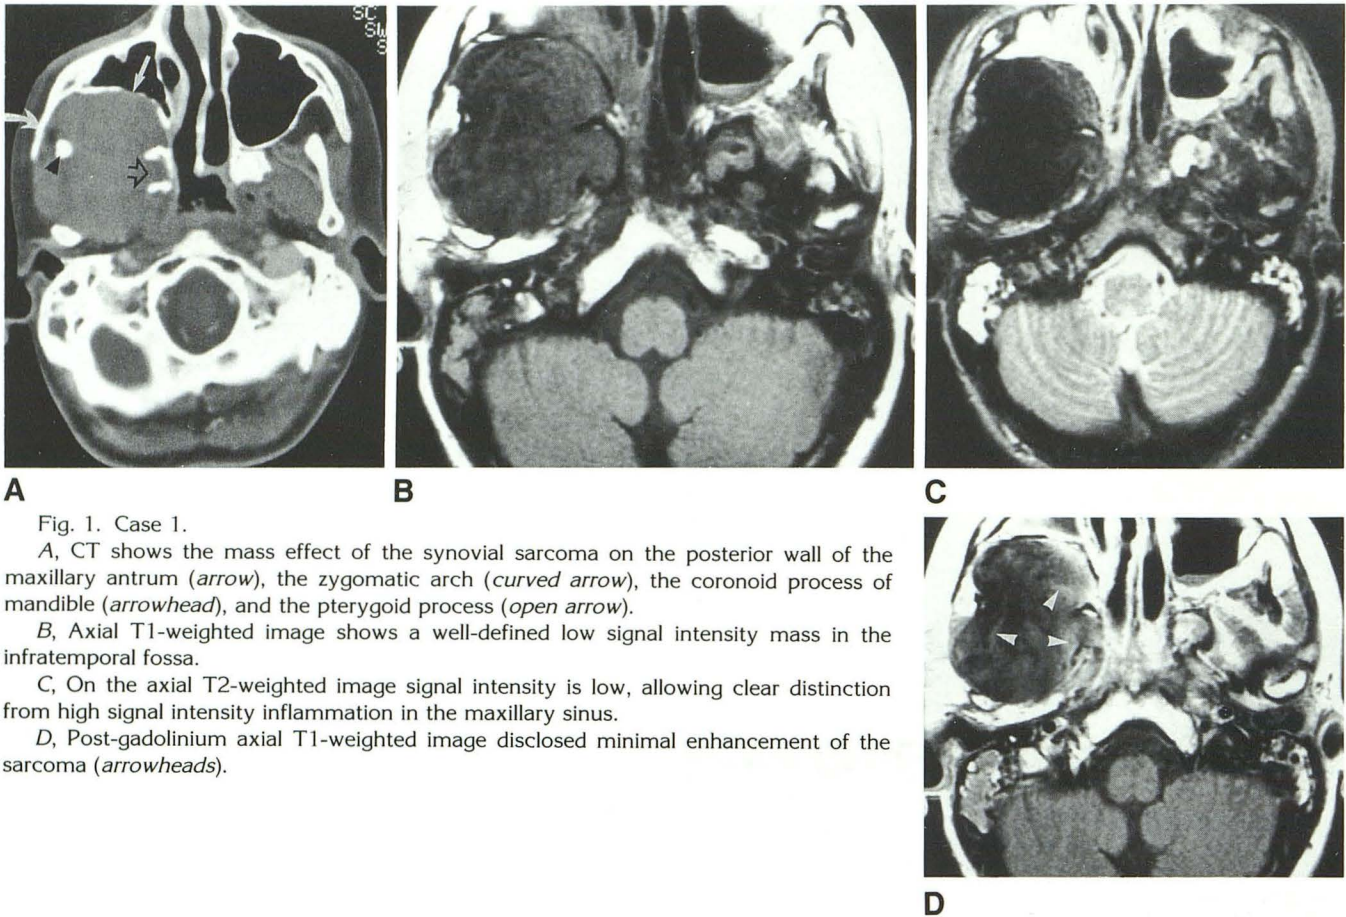 SC
SW
S
A
B
C
Fig. 1. Case 1.
A, CT shows the mass effect of the synovial sarcoma on the posterior wall of the
maxillary antrum (arrow), the zygomatic arch (curved arrow), the coronoid process of
mandible (arrowhead), and the pterygoid process (open arrow).
B, Axial T1-weighted image shows a well-defined low signal intensity mass in the
infratemporal fossa.
C, On the axial T2-weighted image signal intensity is low, allowing clear distinction
from high signal intensity inflammation in the maxillary sinus.
D, Post-gadolinium axial T1-weighted image disclosed minimal enhancement of the
sarcoma (arrowheads).
D